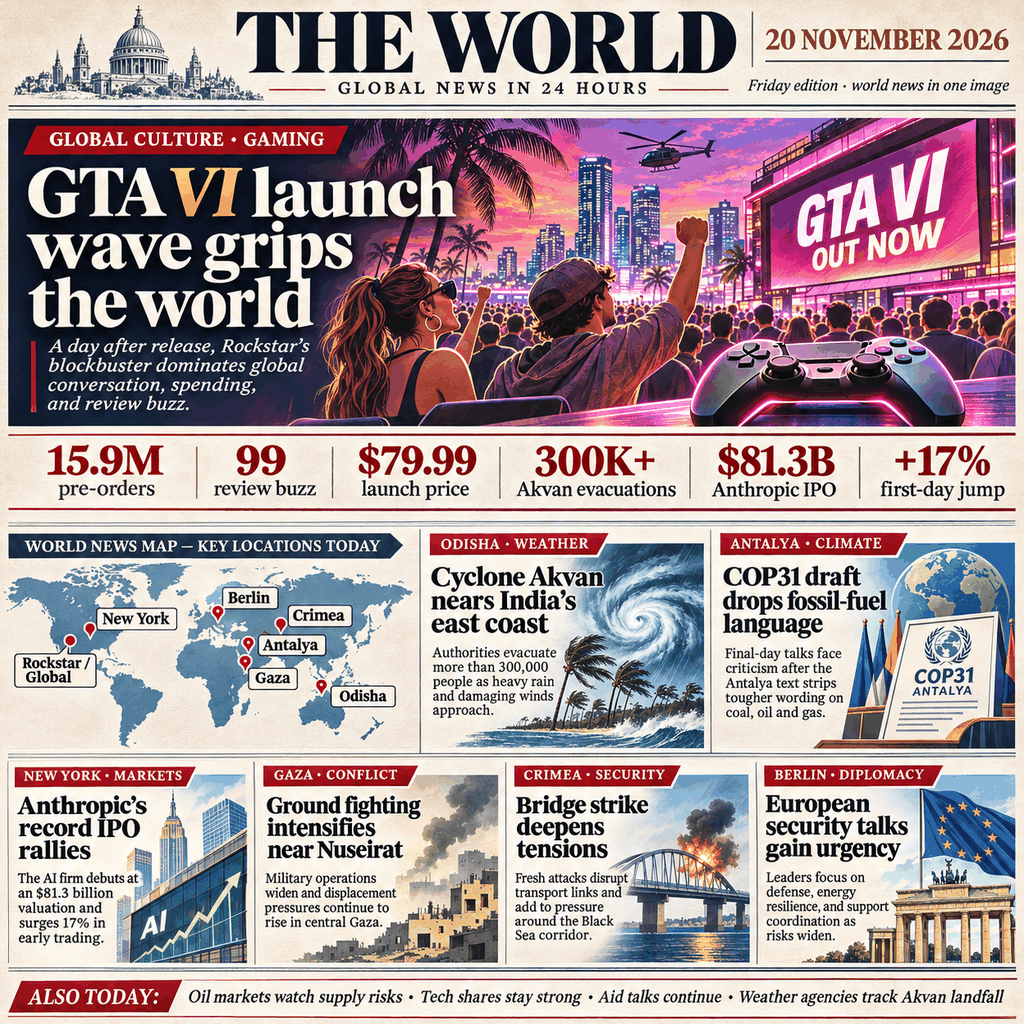 THE WORLD
GLOBAL NEWS IN 24 HOURS
20 NOVEMBER 2026
Friday edition · world news in one image
GLOBAL CULTURE • GAMING
GTA VI launch
wave grips
the world
A day after release, Rockstar's
blockbuster dominates global
conversation, spending,
and review buzz.
GTA VI
OUT NOW
15.9M
pre-orders
99
review buzz
$79.99
launch price
300K+
Akvan evacuations
$81.3B
Anthropic IPO
+17%
first-day jump
WORLD NEWS MAP — KEY LOCATIONS TODAY
Berlin
New York
Crimea
Antalya
Rockstar /
Global
Gaza
Odisha
ODISHA • WEATHER
Cyclone Akvan
nears India's
east coast
Authorities evacuate
more than 300,000
people as heavy rain
and damaging winds
approach.
ANTALYA • CLIMATE
COP31 draft
drops fossil-fuel
language
Final-day talks face
criticism after the
Antalya text strips
tougher wording on
coal, oil and gas.
COP31
ANTALYA
NEW YORK • MARKETS
Anthropic's
record IPO
rallies
The AI firm debuts at
an $81.3 billion
valuation and
surges 17% in
early trading.
AI
GAZA • CONFLICT
Ground fighting
intensifies
near Nuseirat
Military operations
widen and displacement
pressures continue to
rise in central Gaza.
CRIMEA • SECURITY
Bridge strike
deepens
tensions
Fresh attacks disrupt
transport links and
add to pressure
around the Black
Sea corridor.
BERLIN • DIPLOMACY
European
security talks
gain urgency
Leaders focus on
defense, energy
resilience, and support
coordination as
risks widen.
ALSO TODAY:
Oil markets watch supply risks • Tech shares stay strong • Aid talks continue • Weather agencies track Akvan landfall